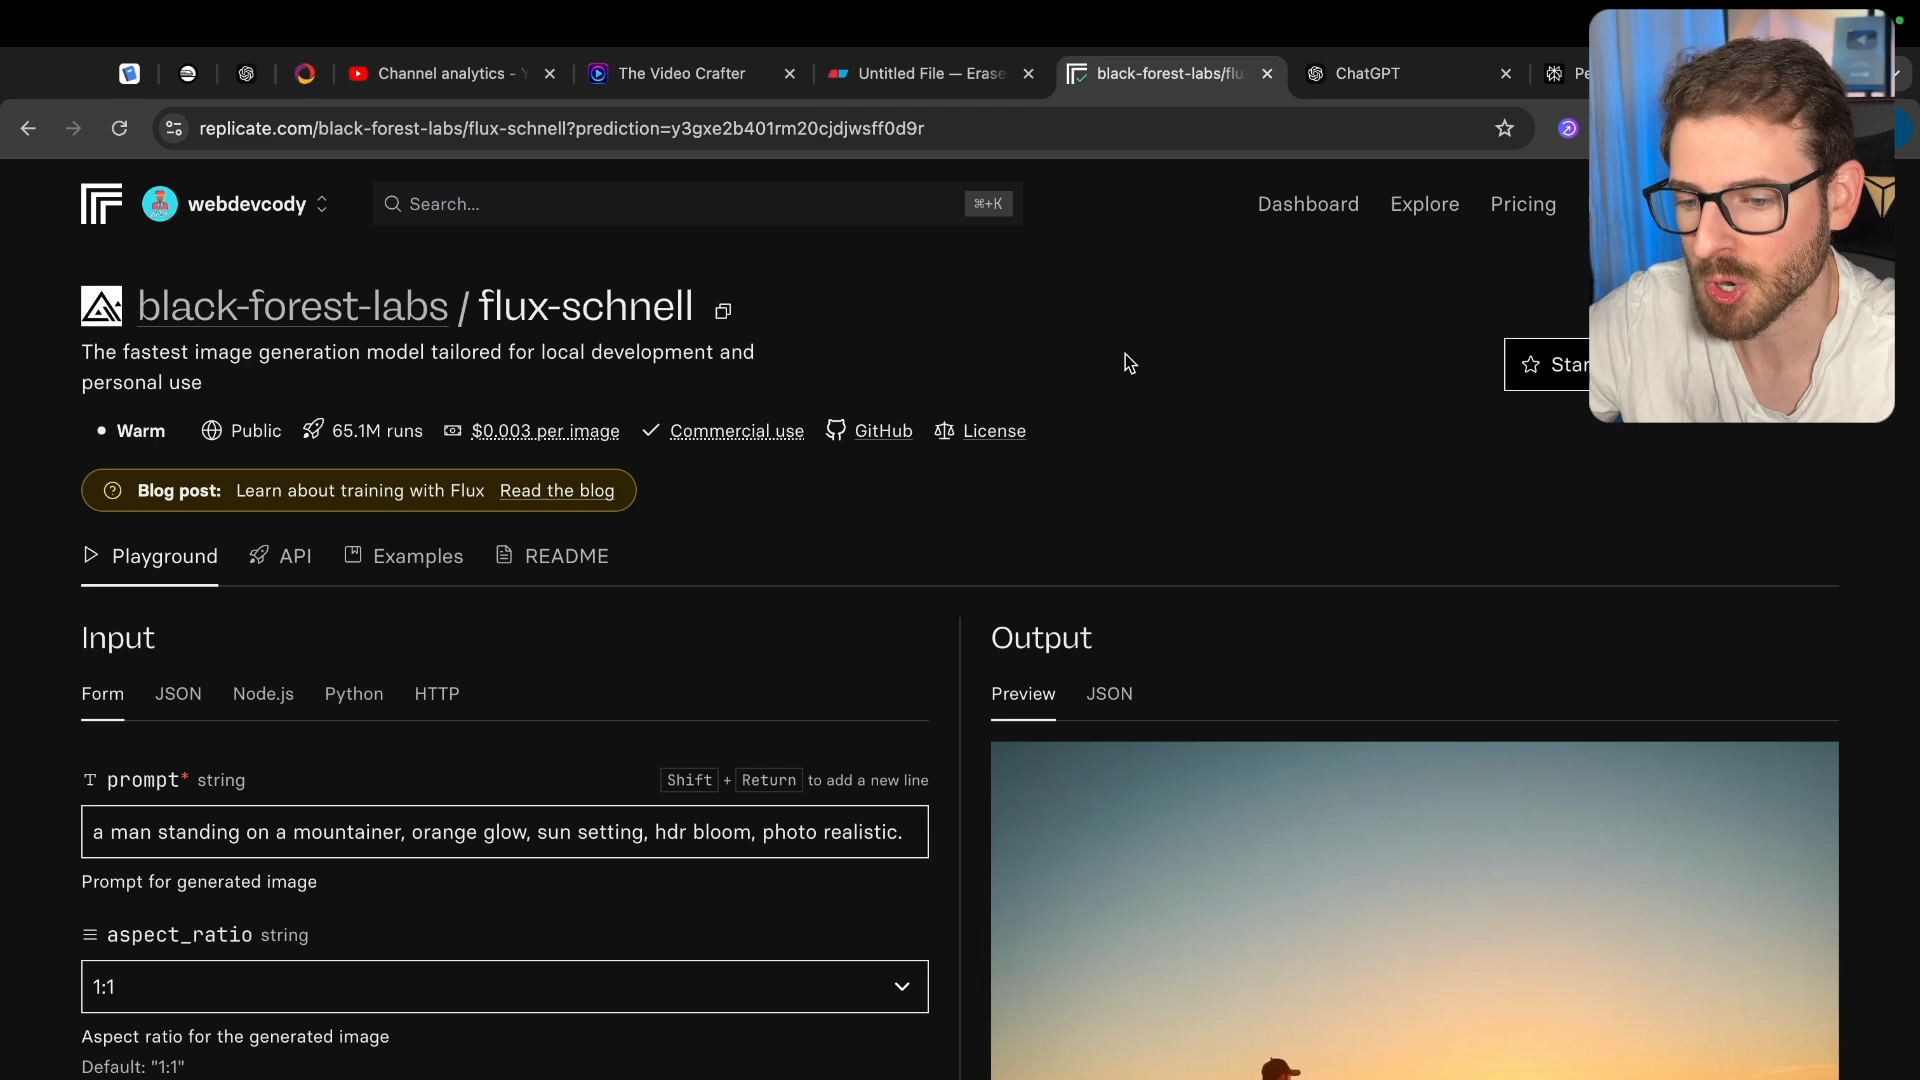 Channel analytics - Y
The Video Crafter
Untitled File — Erase
black-forest-labs/flu
ChatGPT
Pe
replicate.com/black-forest-labs/flux-schnell?prediction=y3gxe2b401rm20cjdjwsff0d9r
webdevcody
Search...
⌘+K
Dashboard
Explore
Pricing
black-forest-labs / flux-schnell
The fastest image generation model tailored for local development and
personal use
Star
Warm
Public
65.1M runs
$0.003 per image
Commercial use
GitHub
License
Blog post: Learn about training with Flux Read the blog
Playground
API
Examples
README
Input
Output
Form
JSON
Node.js
Python
HTTP
Preview
JSON
T prompt* string
Shift + Return to add a new line
a man standing on a mountainer, orange glow, sun setting, hdr bloom, photo realistic.
Prompt for generated image
aspect_ratio string
1:1
Aspect ratio for the generated image
Default: "1:1"